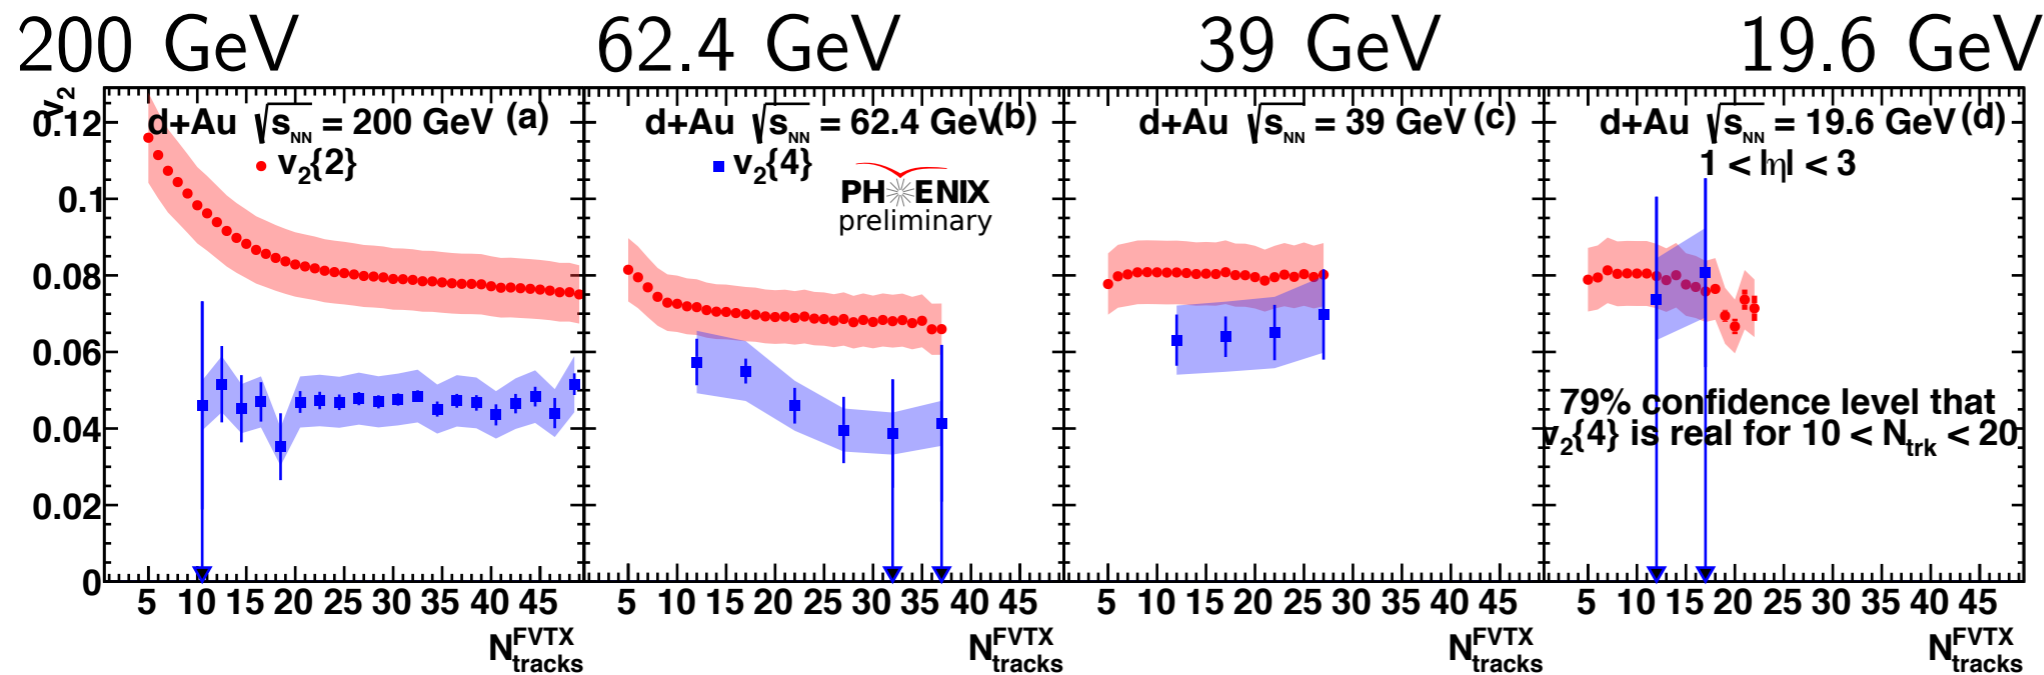 200 GeV 62.4 GeV 39 GeV 19.6 GeV
v2
d+Au √sNN = 200 GeV (a)
v2{2}
d+Au √sNN = 62.4 GeV (b)
v2{4}
PHENIX
preliminary
d+Au √sNN = 39 GeV (c)
d+Au √sNN = 19.6 GeV (d)
1 < |η| < 3
79% confidence level that
v2{4} is real for 10 < Ntrk < 20
0.12
0.1
0.08
0.06
0.04
0.02
0
5 10 15 20 25 30 35 40 45
5 10 15 20 25 30 35 40 45
5 10 15 20 25 30 35 40 45
5 10 15 20 25 30 35 40 45
N FVTX tracks
N FVTX tracks
N FVTX tracks
N FVTX tracks